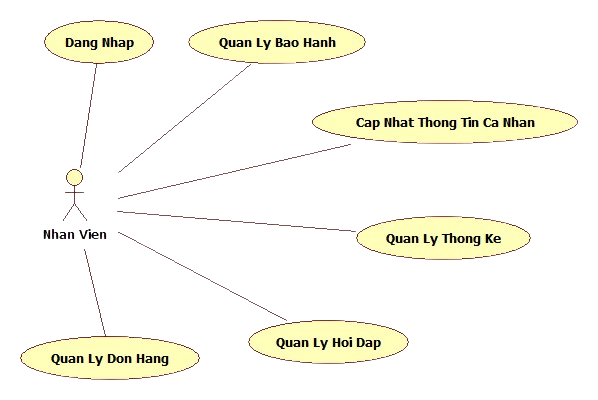 Dang Nhap
Quan Ly Bao Hanh
Cap Nhat Thong Tin Ca Nhan
Nhan Vien
Quan Ly Thong Ke
Quan Ly Hoi Dap
Quan Ly Don Hang